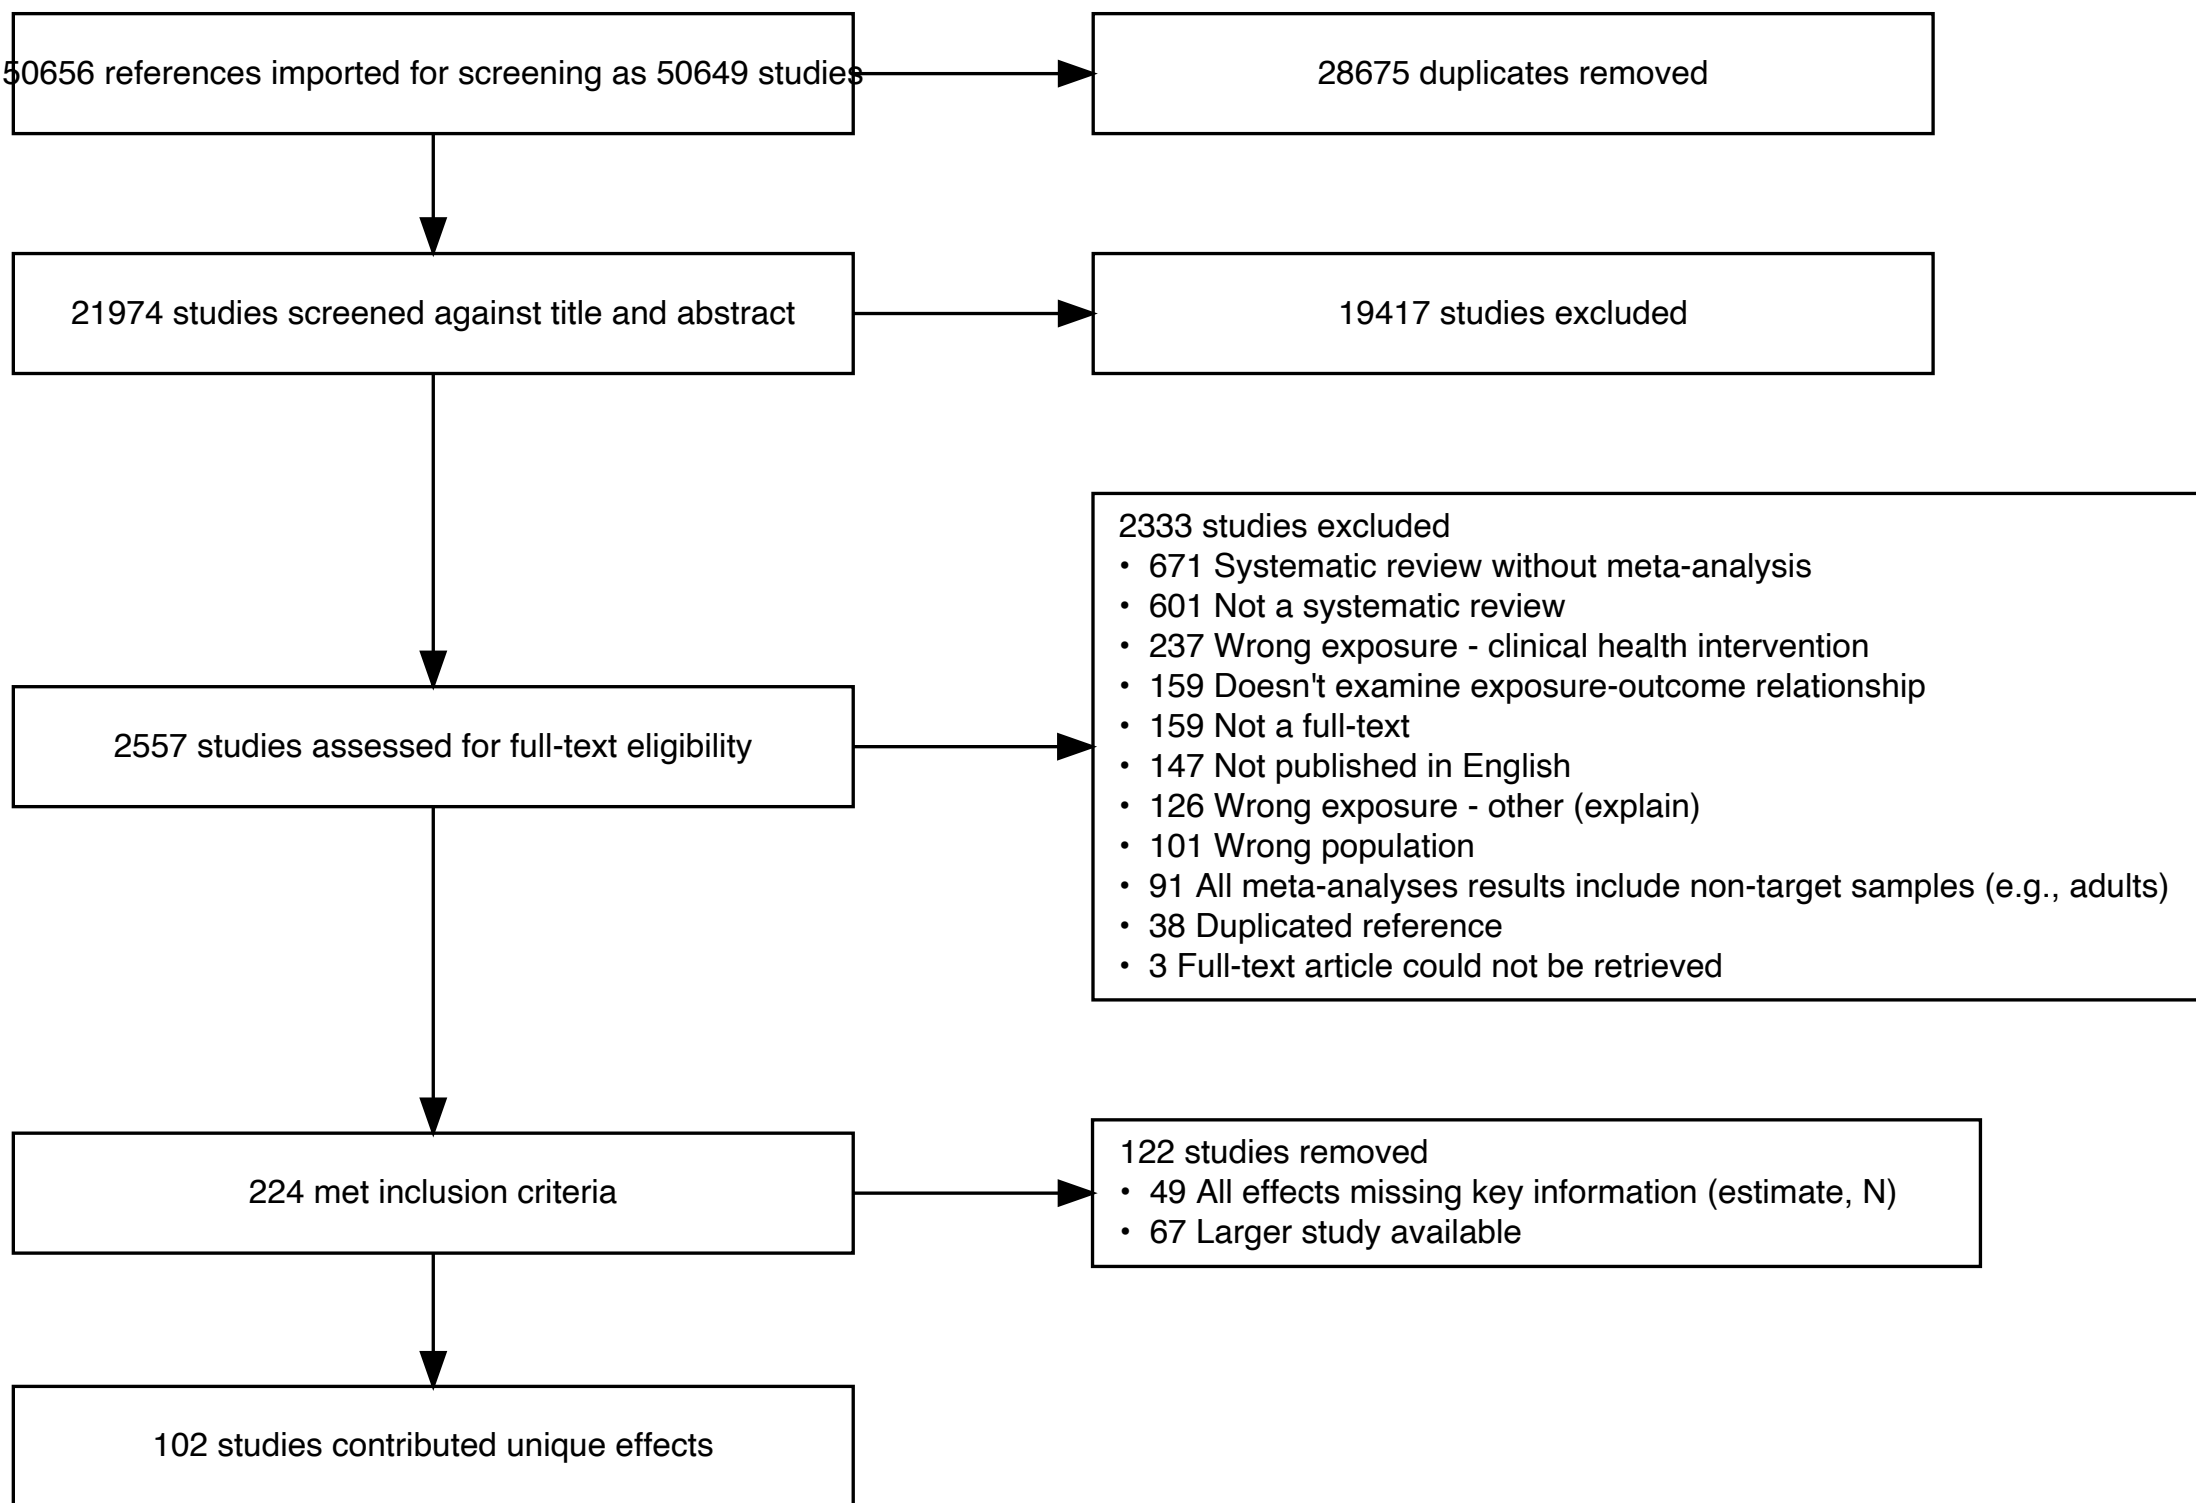 50656 references imported for screening as 50649 studies
28675 duplicates removed
21974 studies screened against title and abstract
19417 studies excluded
2333 studies excluded
• 671 Systematic review without meta-analysis
• 601 Not a systematic review
• 237 Wrong exposure - clinical health intervention
• 159 Doesn't examine exposure-outcome relationship
• 159 Not a full-text
• 147 Not published in English
• 126 Wrong exposure - other (explain)
• 101 Wrong population
• 91 All meta-analyses results include non-target samples (e.g., adults)
• 38 Duplicated reference
• 3 Full-text article could not be retrieved
2557 studies assessed for full-text eligibility
224 met inclusion criteria
122 studies removed
• 49 All effects missing key information (estimate, N)
• 67 Larger study available
102 studies contributed unique effects